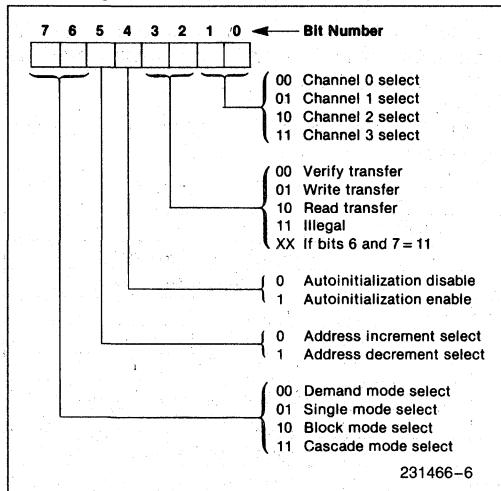 7 6 5 4 3 2 1 0 Bit Number
00 Channel 0 select
01 Channel 1 select
10 Channel 2 select
11 Channel 3 select
00 Verify transfer
01 Write transfer
10 Read transfer
11 Illegal
XX If bits 6 and 7 = 11
0 Autoinitialization disable
1 Autoinitialization enable
0 Address increment select
1 Address decrement select
00 Demand mode select
01 Single mode select
10 Block mode select
11 Cascade mode select
231466-6